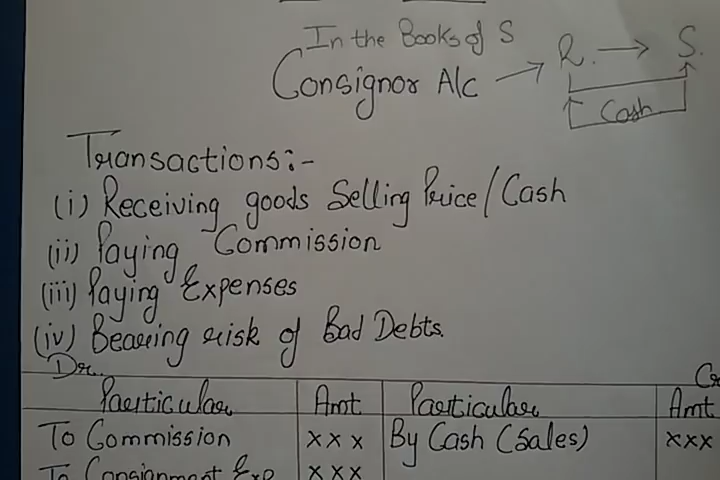 In the Books of S
Consignor A/c → R. → S.
Cash
Transactions:-
(i) Receiving goods Selling Price/Cash
(ii) Paying Commission
(iii) Paying Expenses
(iv) Bearing risk of Bad Debts.
Dr. Cr
Particular Amt Particular Amt
To Commission xxx By Cash (Sales) xxx
To Consignment Exp xxx